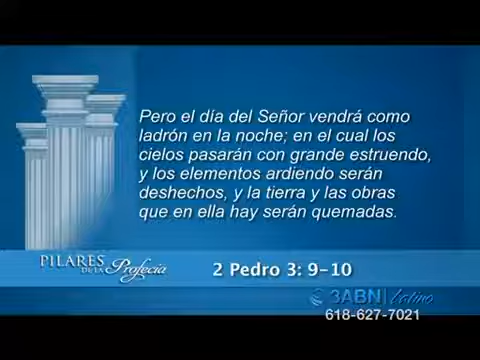 Pero el día del Señor vendrá como
ladrón en la noche; en el cual los
cielos pasarán con grande estruendo,
y los elementos ardiendo serán
deshechos, y la tierra y las obras
que en ella hay serán quemadas.
PILARES
DE LA Profecía
2 Pedro 3: 9-10
3ABN Latino
618-627-7021